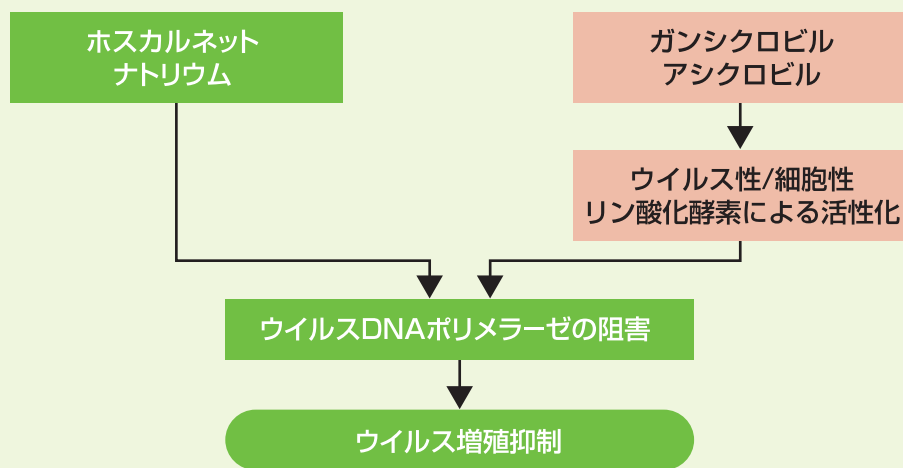 ホスカルネット
ナトリウム
ガンシクロビル
アシクロビル
ウイルス性/細胞性
リン酸化酵素による活性化
ウイルスDNAポリメラーゼの阻害
ウイルス増殖抑制